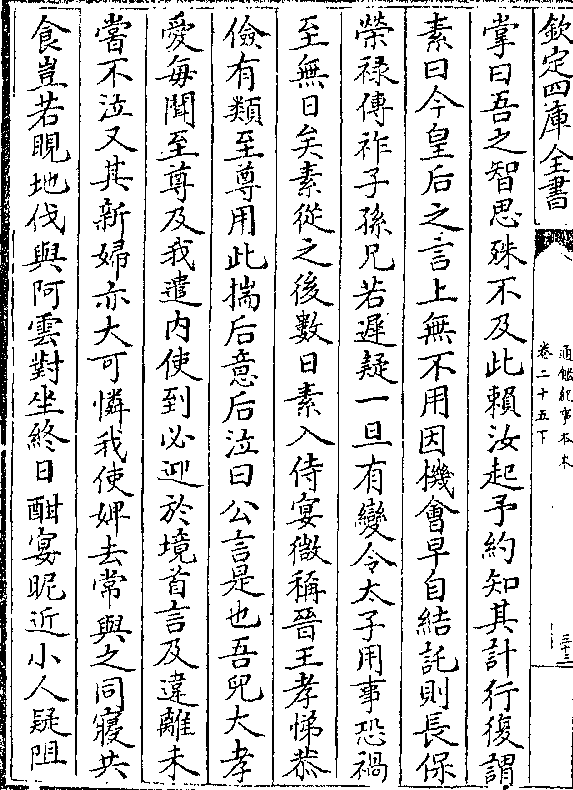 欽定四庫全書
通鑑紀事本末
卷二十五下
三十三
掌曰吾之智思殊不及此賴汝起予約知其計行復謂
素曰今皇后之言上無不用因機會早自結託則長保
榮禄傳祚子孫兄若遲疑一旦有變令太子用事恐禍
至無日矣素從之後數日素入侍宴微稱晉王孝悌恭
儉有類至尊用此揣后意后泣曰公言是也吾兒大孝
愛每聞至尊及我遣内使到必迎於境首言及違離未
嘗不泣又其新婦亦大可憐我使婢去常與之同寢共
食豈若睍地伐與阿雲對坐終日酣宴昵近小人疑阻